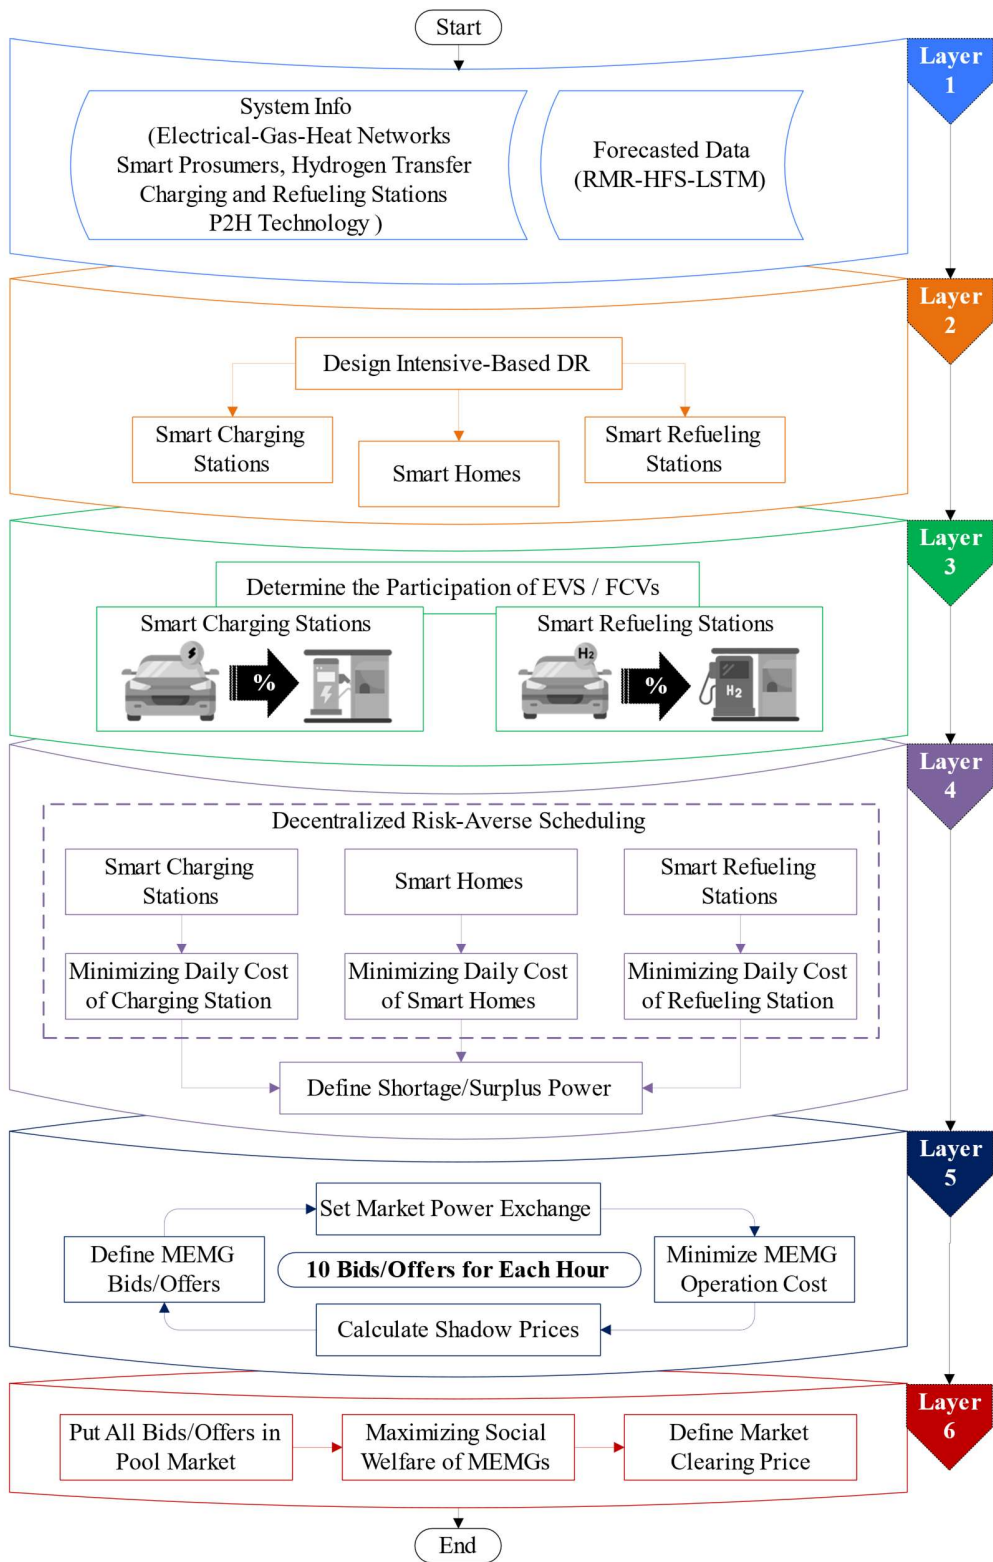 Start
Layer
1
System Info
(Electrical-Gas-Heat Networks
Smart Prosumers, Hydrogen Transfer
Charging and Refueling Stations
P2H Technology )
Forecasted Data
(RMR-HFS-LSTM)
Layer
2
Design Intensive-Based DR
Smart Charging
Stations
Smart Homes
Smart Refueling
Stations
Layer
3
Determine the Participation of EVS / FCVs
Smart Charging Stations
%
Smart Refueling Stations
H2
%
H2
Layer
4
Decentralized Risk-Averse Scheduling
Smart Charging
Stations
Smart Homes
Smart Refueling
Stations
Minimizing Daily Cost
of Charging Station
Minimizing Daily Cost
of Smart Homes
Minimizing Daily Cost
of Refueling Station
Define Shortage/Surplus Power
Layer
5
Set Market Power Exchange
Define MEMG
Bids/Offers
10 Bids/Offers for Each Hour
Minimize MEMG
Operation Cost
Calculate Shadow Prices
Layer
6
Put All Bids/Offers in
Pool Market
Maximizing Social
Welfare of MEMGs
Define Market
Clearing Price
End